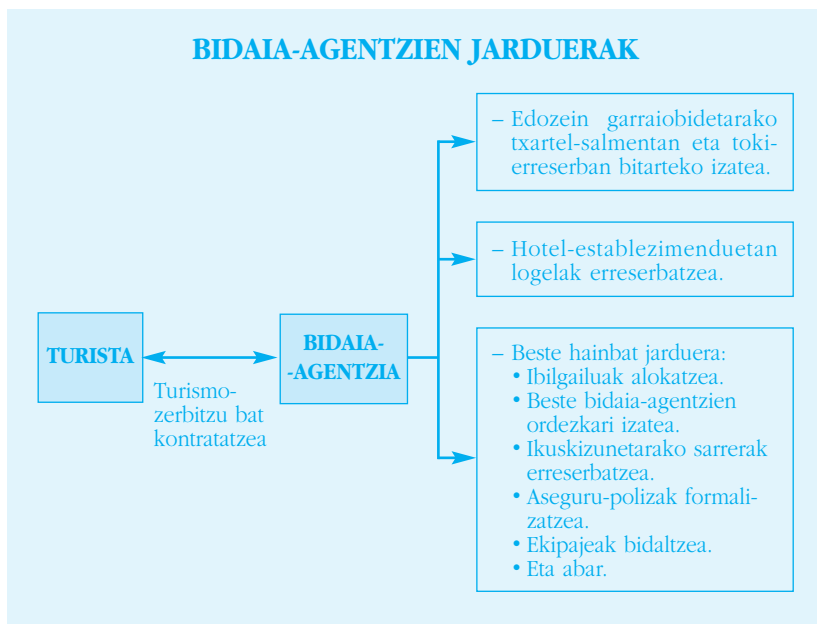 BIDAIA-AGENTZIEN JARDUERAK
– Edozein garraiobidetarako
txartel-salmentan eta toki-
erreserban bitarteko izatea.
– Hotel-establezimenduetan
logelak erreserbatzea.
TURISTA
Turismo-
zerbitzu bat
kontratatzea
BIDAIA-
-AGENTZIA
– Beste hainbat jarduera:
• Ibilgailuak alokatzea.
• Beste bidaia-agentzien
ordezkari izatea.
• Ikuskizunetarako sarrerak
erreserbatzea.
• Aseguru-polizak formali-
zatzea.
• Ekipajeak bidaltzea.
• Eta abar.